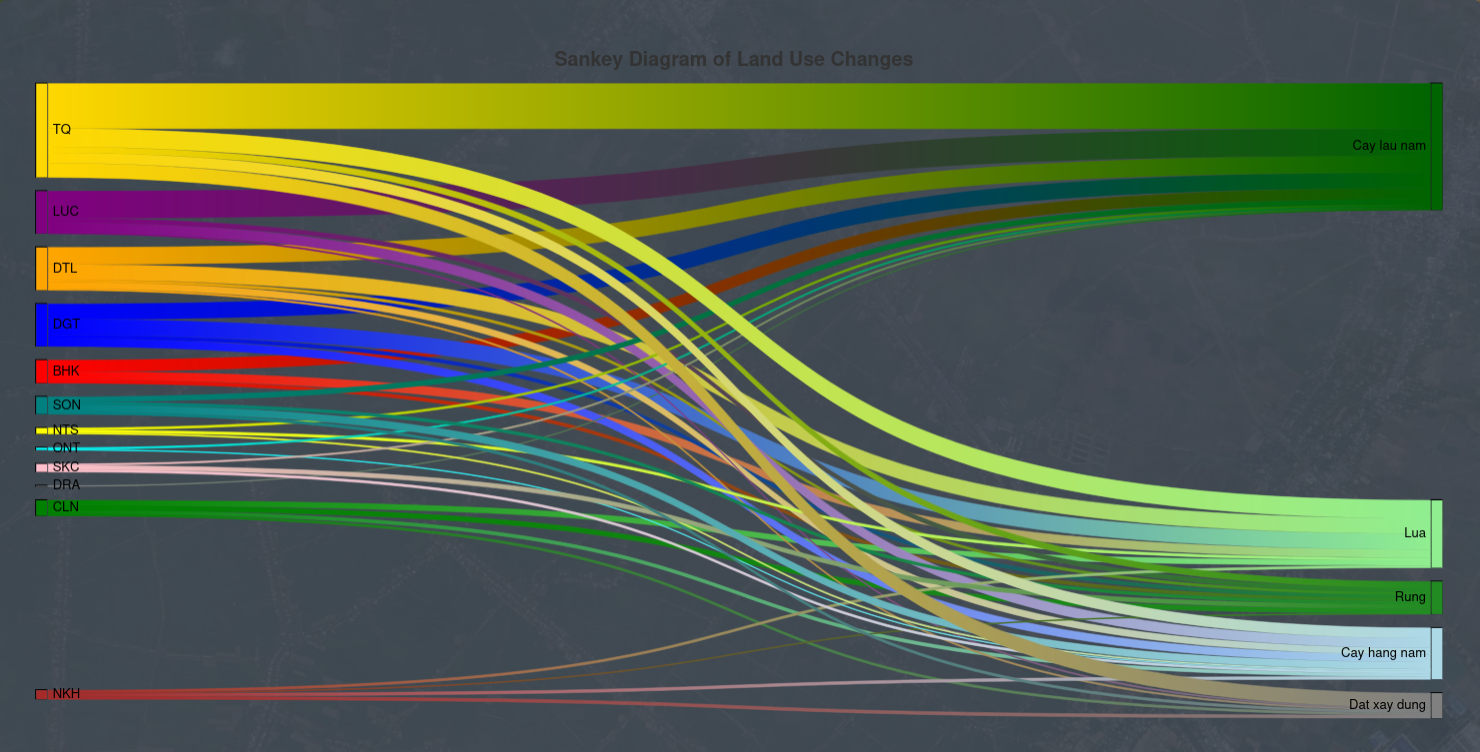 Sankey Diagram of Land Use Changes
TQ
Cay lau nam
LUC
DTL
DGT
BHK
SON
NTS
ONT
SKC
DRA
CLN
Lua
Rung
Cay hang nam
NKH
Dat xay dung